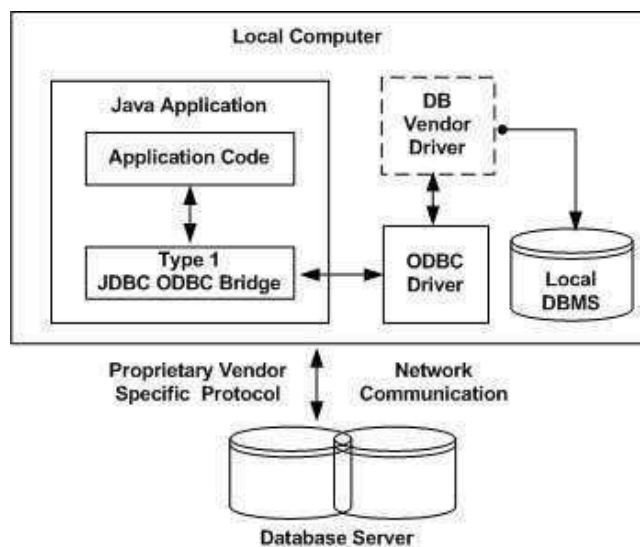 Local Computer
Java Application
Application Code
Type 1
JDBC ODBC Bridge
DB
Vendor
Driver
ODBC
Driver
Local
DBMS
Proprietary Vendor
Specific Protocol
Network
Communication
Database Server